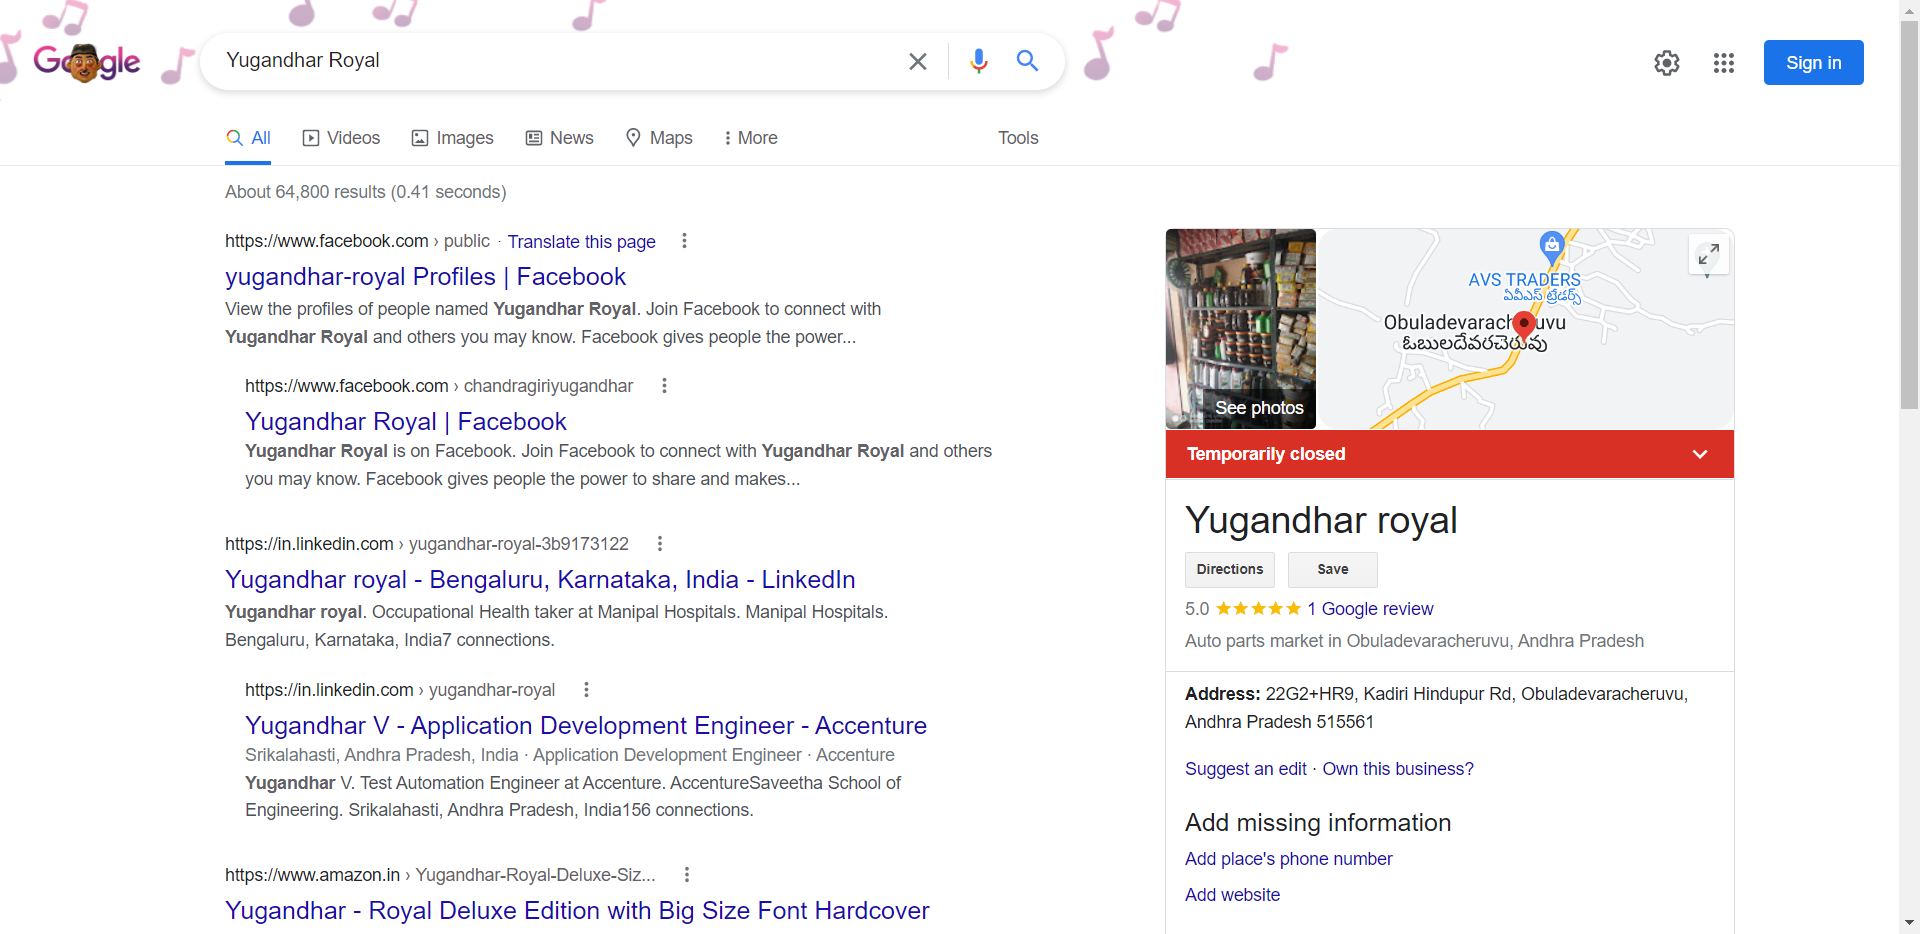 Google
Yugandhar Royal
Sign in
All
Videos
Images
News
Maps
More
Tools
About 64,800 results (0.41 seconds)
https://www.facebook.com › public · Translate this page
yugandhar-royal Profiles | Facebook
View the profiles of people named Yugandhar Royal. Join Facebook to connect with
Yugandhar Royal and others you may know. Facebook gives people the power...
https://www.facebook.com › chandragiriyugandhar
Yugandhar Royal | Facebook
Yugandhar Royal is on Facebook. Join Facebook to connect with Yugandhar Royal and others
you may know. Facebook gives people the power to share and makes...
https://in.linkedin.com › yugandhar-royal-3b9173122
Yugandhar royal - Bengaluru, Karnataka, India - LinkedIn
Yugandhar royal. Occupational Health taker at Manipal Hospitals. Manipal Hospitals.
Bengaluru, Karnataka, India7 connections.
https://in.linkedin.com › yugandhar-royal
Yugandhar V - Application Development Engineer - Accenture
Srikalahasti, Andhra Pradesh, India · Application Development Engineer · Accenture
Yugandhar V. Test Automation Engineer at Accenture. AccentureSaveetha School of
Engineering. Srikalahasti, Andhra Pradesh, India156 connections.
https://www.amazon.in › Yugandhar-Royal-Deluxe-Siz...
Yugandhar - Royal Deluxe Edition with Big Size Font Hardcover
See photos
AVS TRADERS
ఏవీఎస్ ట్రేడర్స్
Obuladevaracheruvu
ఓబులదేవరచెరువు
Temporarily closed
Yugandhar royal
Directions
Save
5.0 ★★★★★ 1 Google review
Auto parts market in Obuladevaracheruvu, Andhra Pradesh
Address: 22G2+HR9, Kadiri Hindupur Rd, Obuladevaracheruvu,
Andhra Pradesh 515561
Suggest an edit · Own this business?
Add missing information
Add place's phone number
Add website